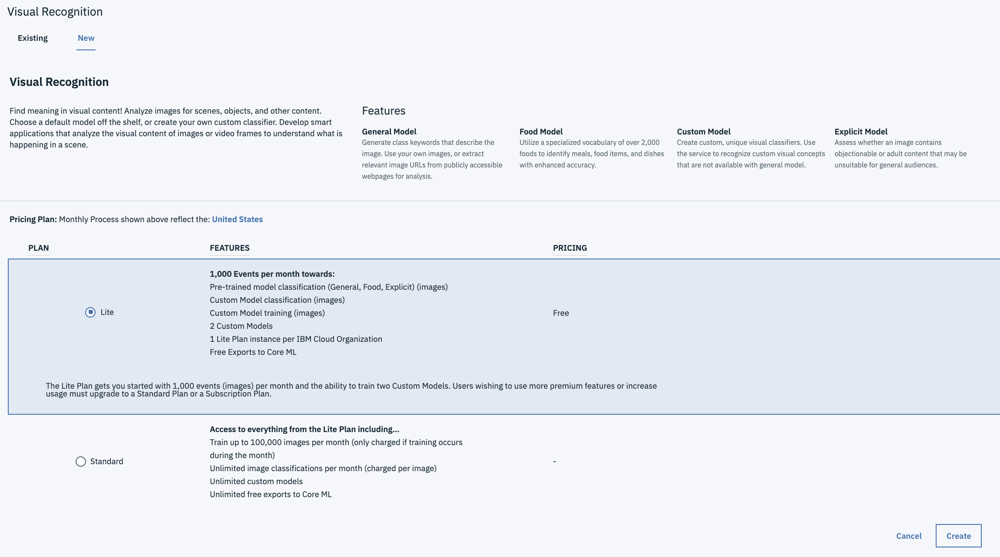 Visual Recognition
Existing New
Visual Recognition
Find meaning in visual content! Analyze images for scenes, objects, and other content.
Choose a default model off the shelf, or create your own custom classifier. Develop smart
applications that analyze the visual content of images or video frames to understand what is
happening in a scene.
Features
General Model
Generate class keywords that describe the
image. Use your own images, or extract
relevant image URLs from publicly accessible
webpages for analysis.
Food Model
Utilize a specialized vocabulary of over 2,000
foods to identify meals, food items, and dishes
with enhanced accuracy.
Custom Model
Create custom, unique visual classifiers. Use
the service to recognize custom visual concepts
that are not available with general model.
Explicit Model
Assess whether an image contains
objectionable or adult content that may be
unsuitable for general audiences.
Pricing Plan: Monthly Process shown above reflect the: United States
PLAN FEATURES PRICING
1,000 Events per month towards:
Pre-trained model classification (General, Food, Explicit) (images)
Custom Model classification (images)
Lite Custom Model training (images) Free
2 Custom Models
1 Lite Plan instance per IBM Cloud Organization
Free Exports to Core ML
The Lite Plan gets you started with 1,000 events (images) per month and the ability to train two Custom Models. Users wishing to use more premium features or increase
usage must upgrade to a Standard Plan or a Subscription Plan.
Access to everything from the Lite Plan including...
Train up to 100,000 images per month (only charged if training occurs
during the month)
Standard -
Unlimited image classifications per month (charged per image)
Unlimited custom models
Unlimited free exports to Core ML
Cancel Create